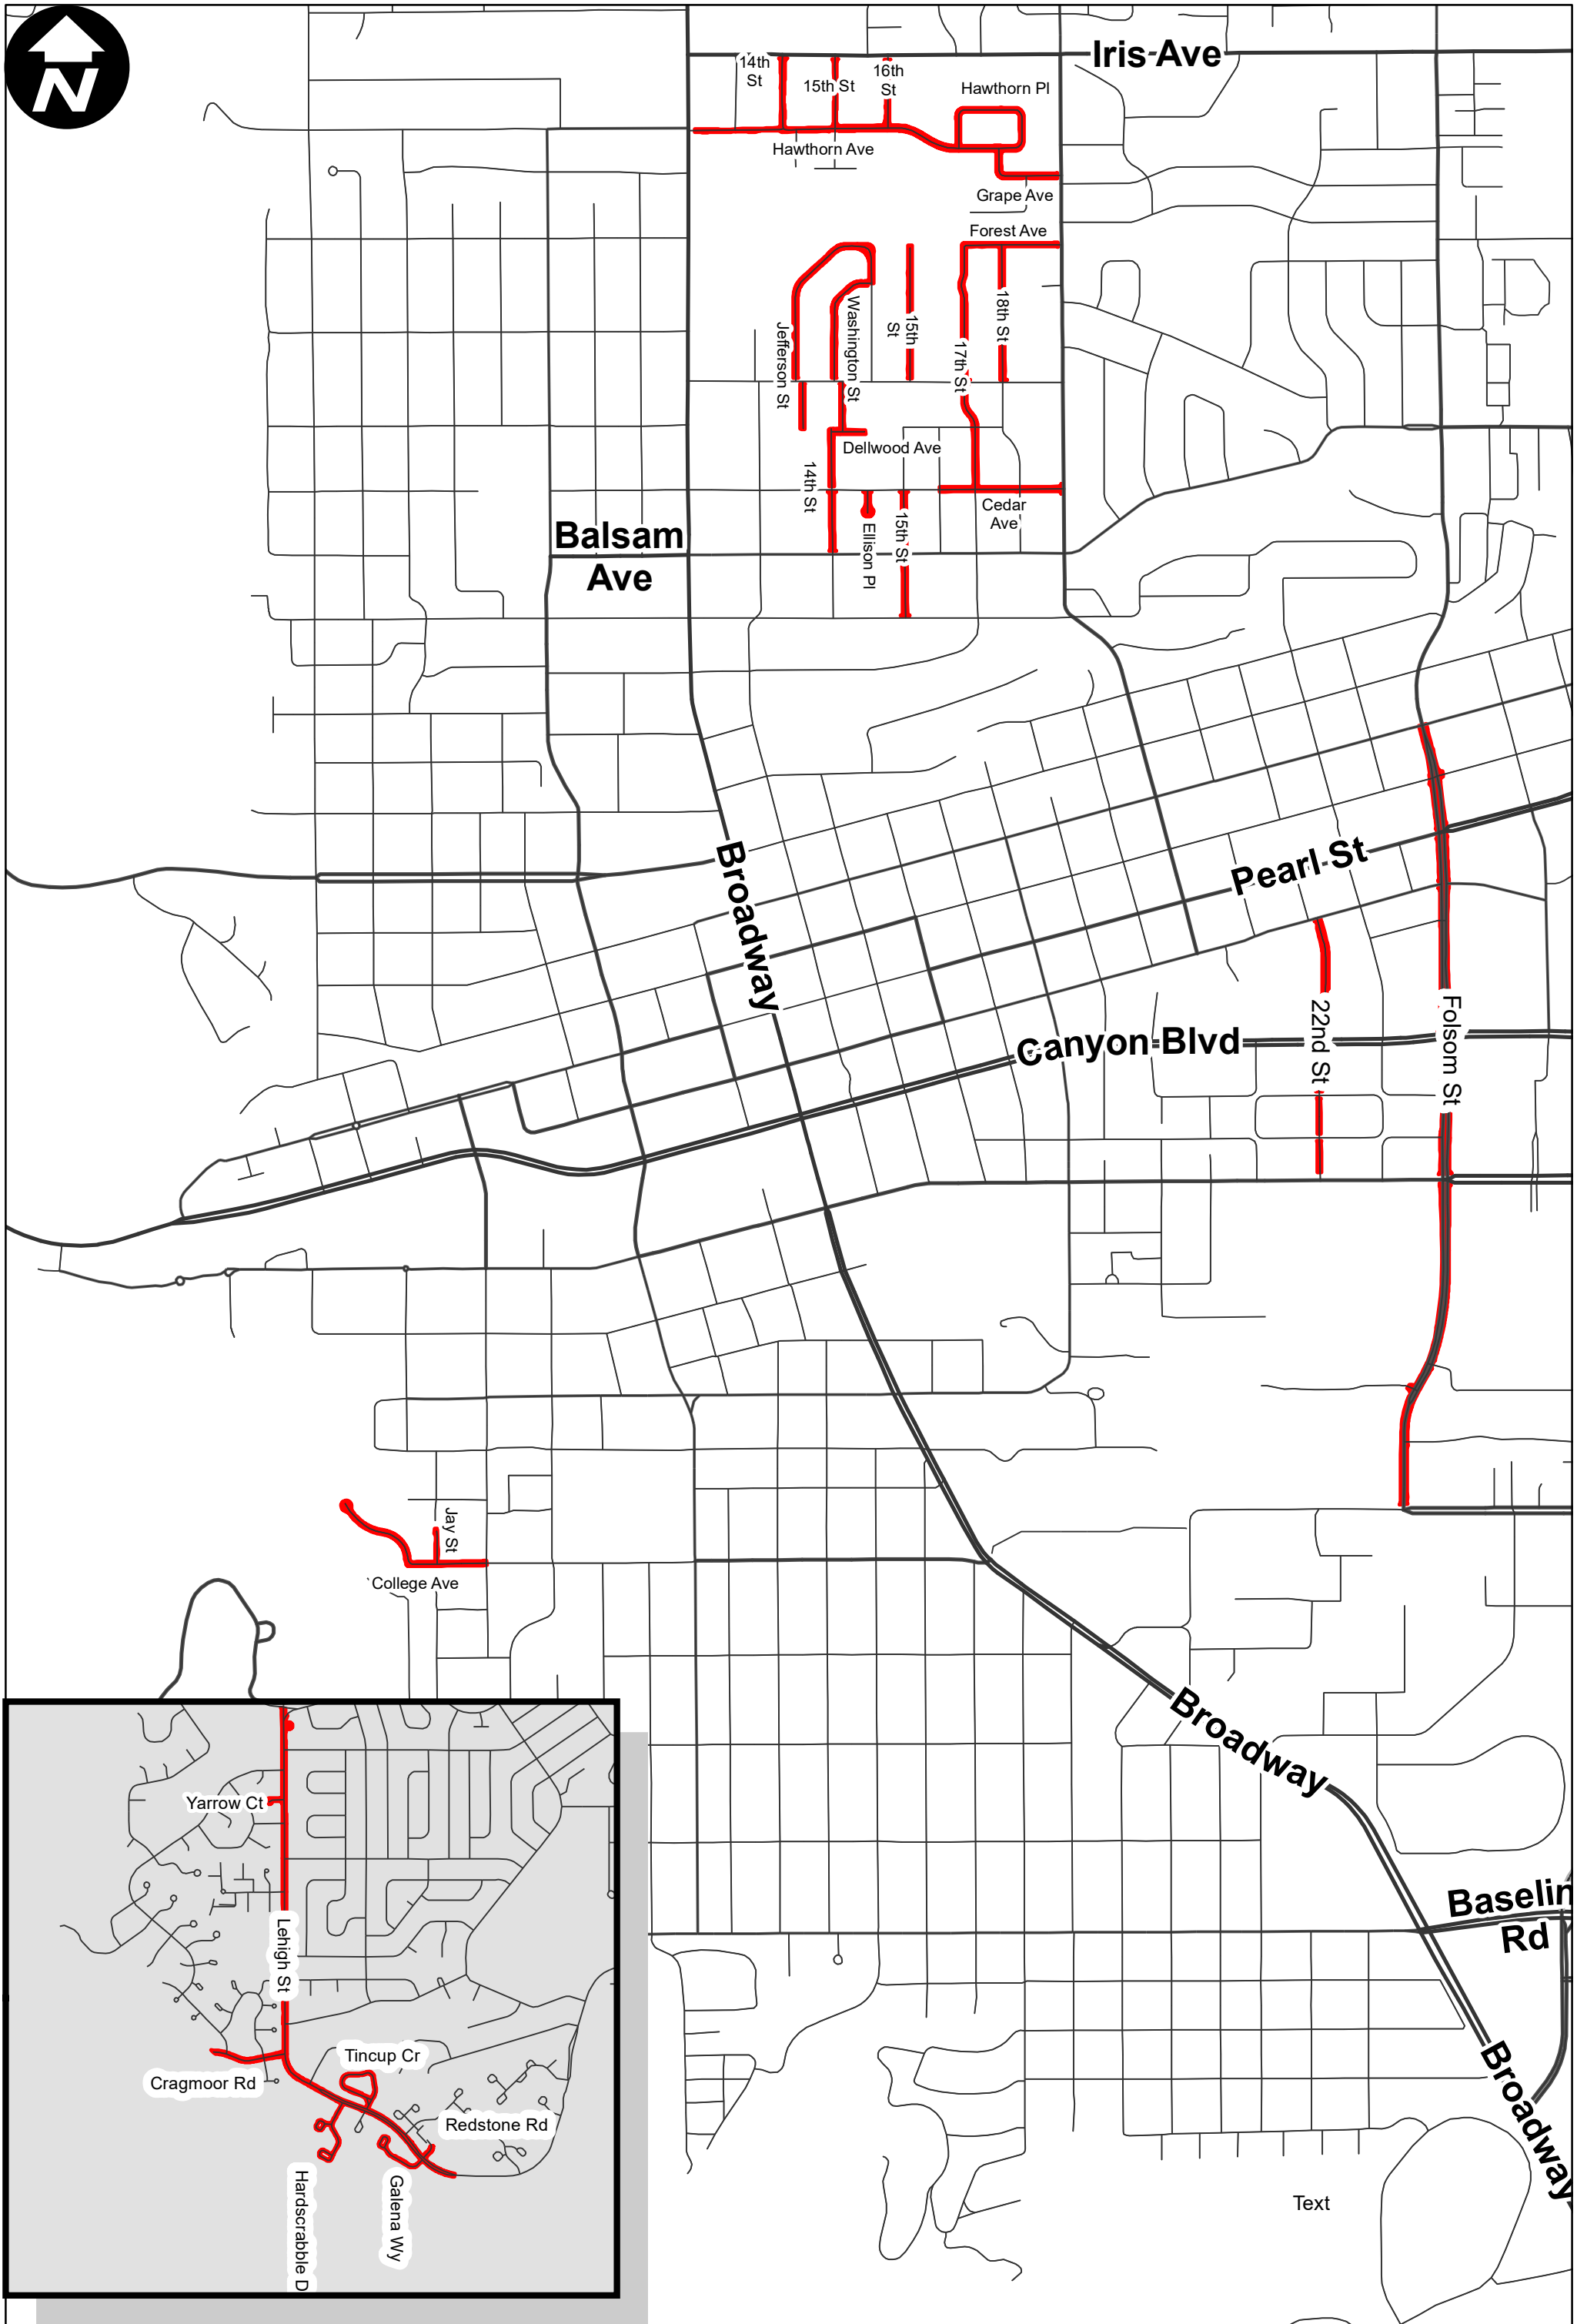 N
Iris Ave
14th
St
15th St
16th
St
Hawthorn Pl
Hawthorn Ave
Grape Ave
Forest Ave
Jefferson St
Washington St
15th
St
17th St
18th St
Dellwood Ave
14th St
Ellison Pl
15th St
Cedar
Ave
Balsam
Ave
Broadway
Pearl St
Canyon Blvd
22nd St
Folsom St
Jay St
College Ave
Broadway
Baselin
Rd
Broadway
Text
Yarrow Ct
Lehigh St
Tincup Cr
Cragmoor Rd
Redstone Rd
Hardscrabble D
Galena Wy